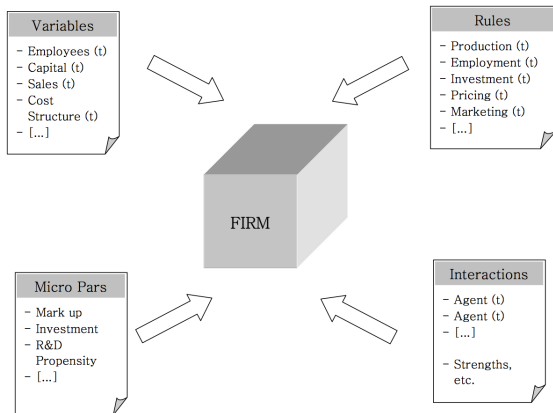 Variables
- Employees (t)
- Capital (t)
- Sales (t)
- Cost
Structure (t)
- [...]
Rules
- Production (t)
- Employment (t)
- Investment (t)
- Pricing (t)
- Marketing (t)
- [...]
FIRM
Micro Pars
- Mark up
- Investment
- R&D
Propensity
- [...]
Interactions
- Agent (t)
- Agent (t)
- [...]
- Strengths,
etc.